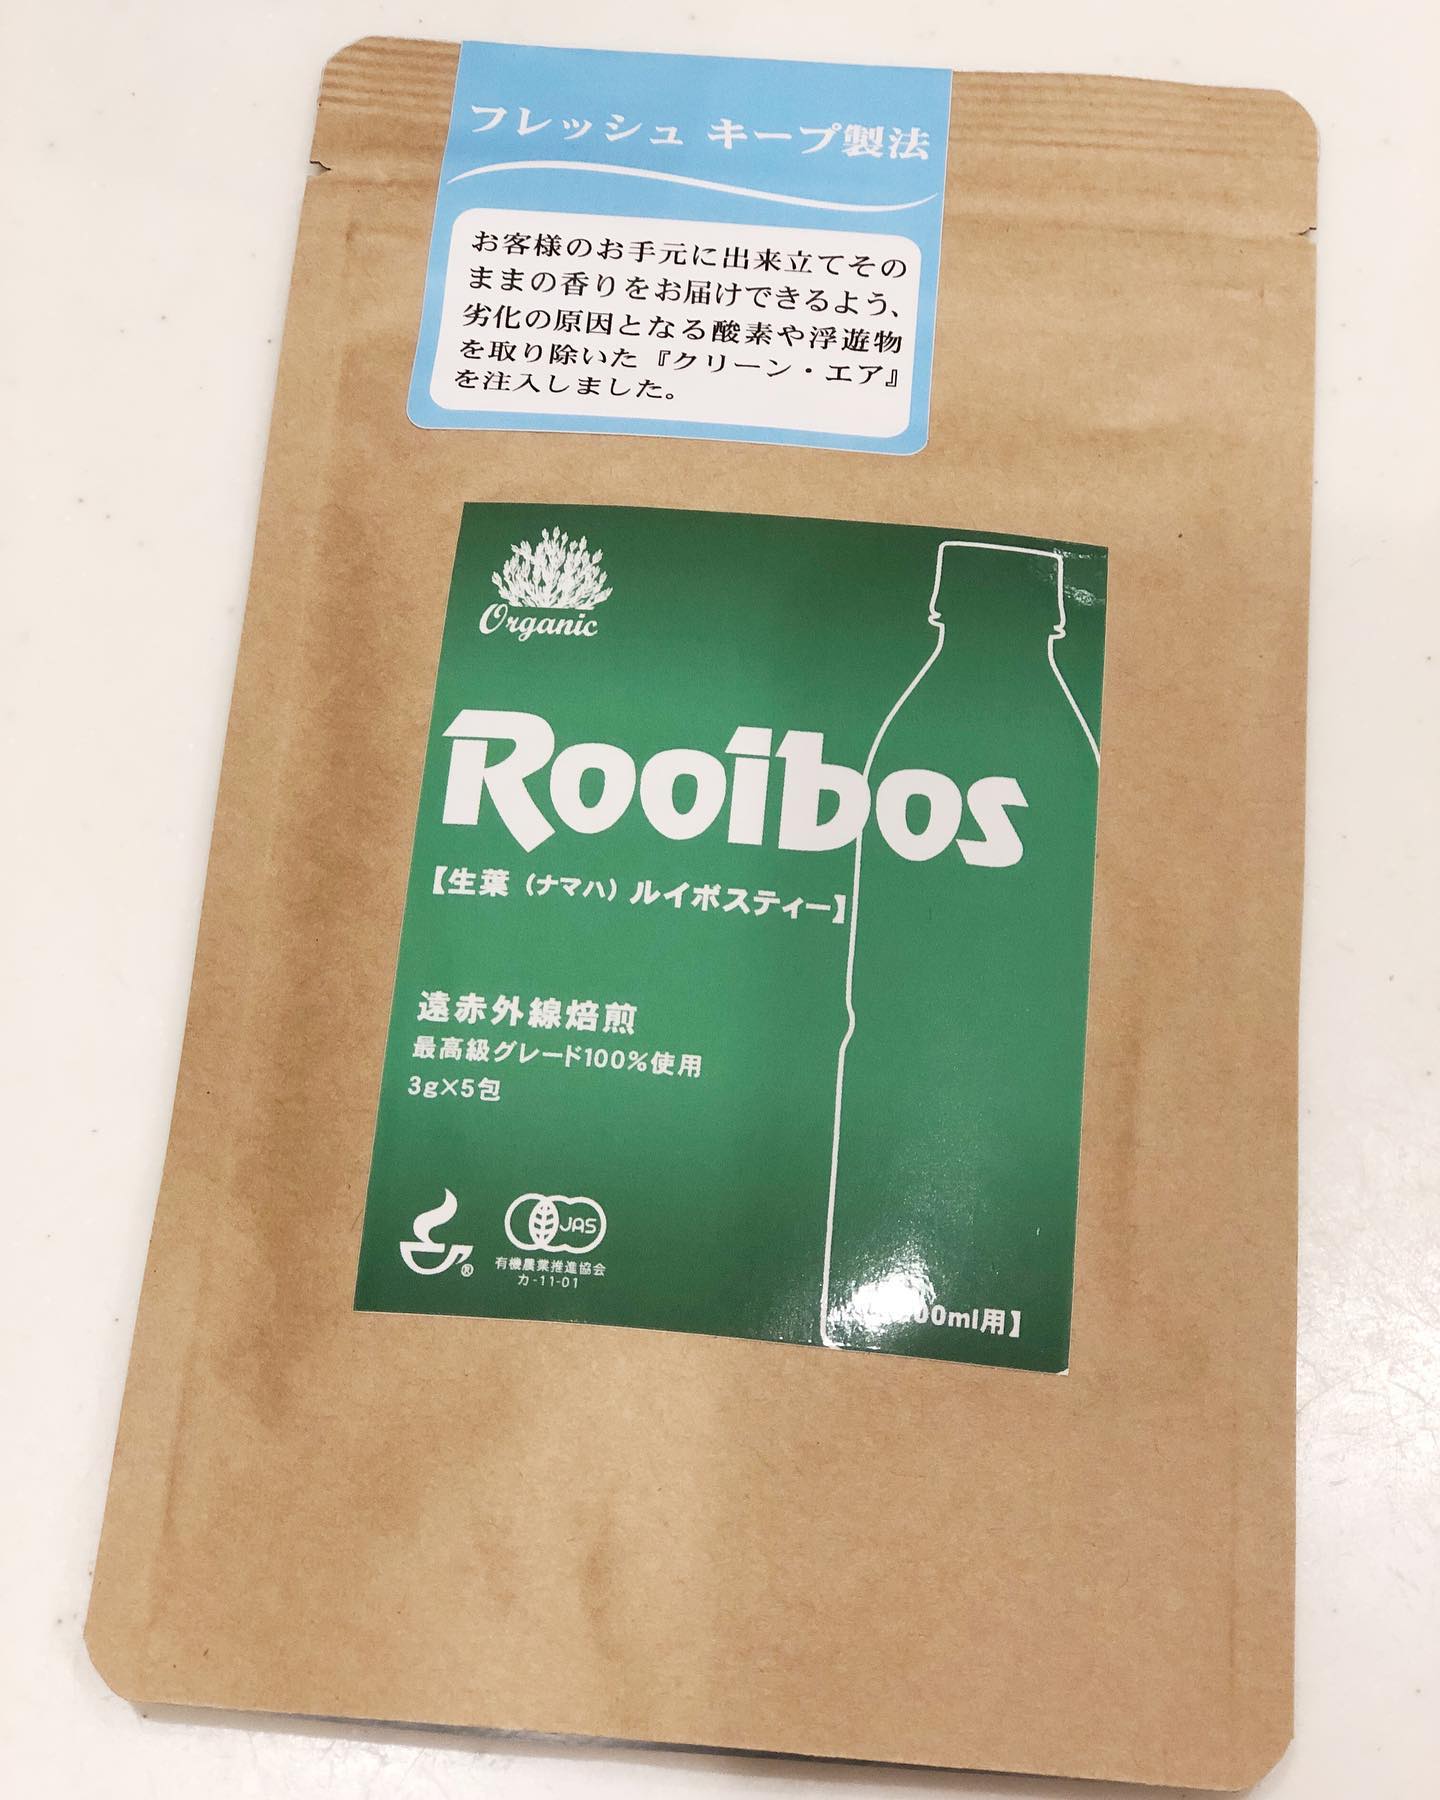 フレッシュ キープ製法
お客様のお手元に出来立てその
ままの香りをお届けできるよう、
劣化の原因となる酸素や浮遊物
を取り除いた『クリーン・エア』
を注入しました。
Organic
Rooibos
【生葉（ナマハ）ルイボスティー】
遠赤外線焙煎
最高級グレード100%使用
3g×5包
®
JAS
有機農業推進協会
カ-11-01
00ml用】